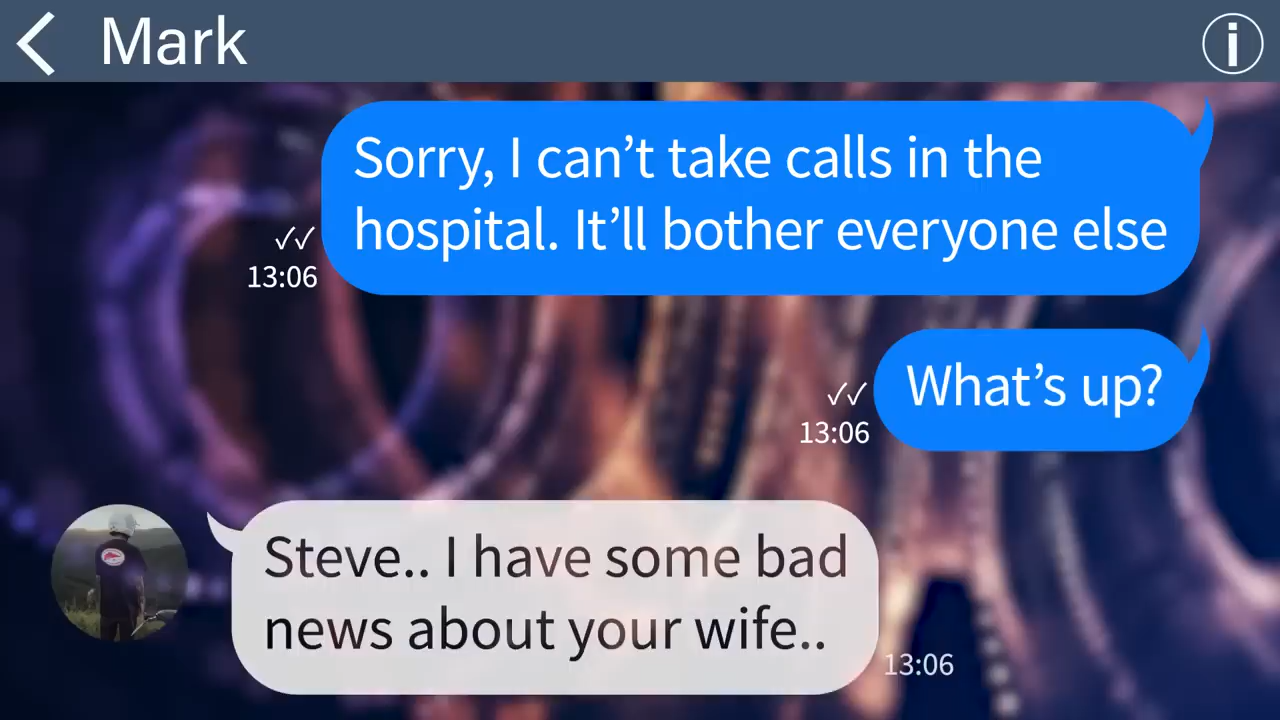 Mark
Sorry, I can’t take calls in the
hospital. It’ll bother everyone else
13:06
What’s up?
13:06
Steve.. I have some bad
news about your wife..
13:06